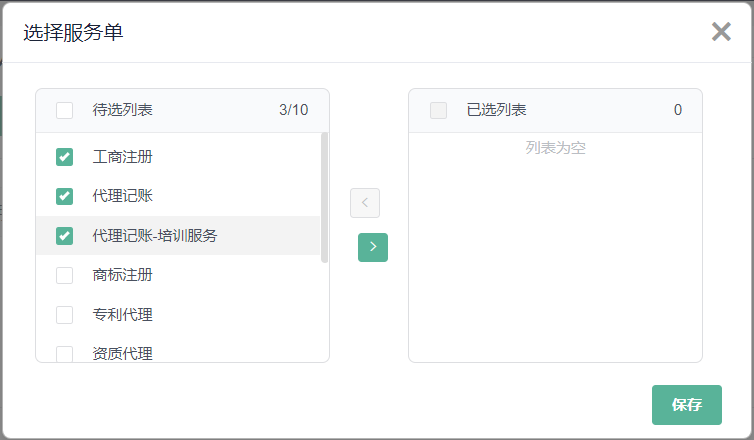 选择服务单
待选列表 3/10
工商注册
代理记账
代理记账-培训服务
商标注册
专利代理
资质代理
已选列表 0
列表为空
保存